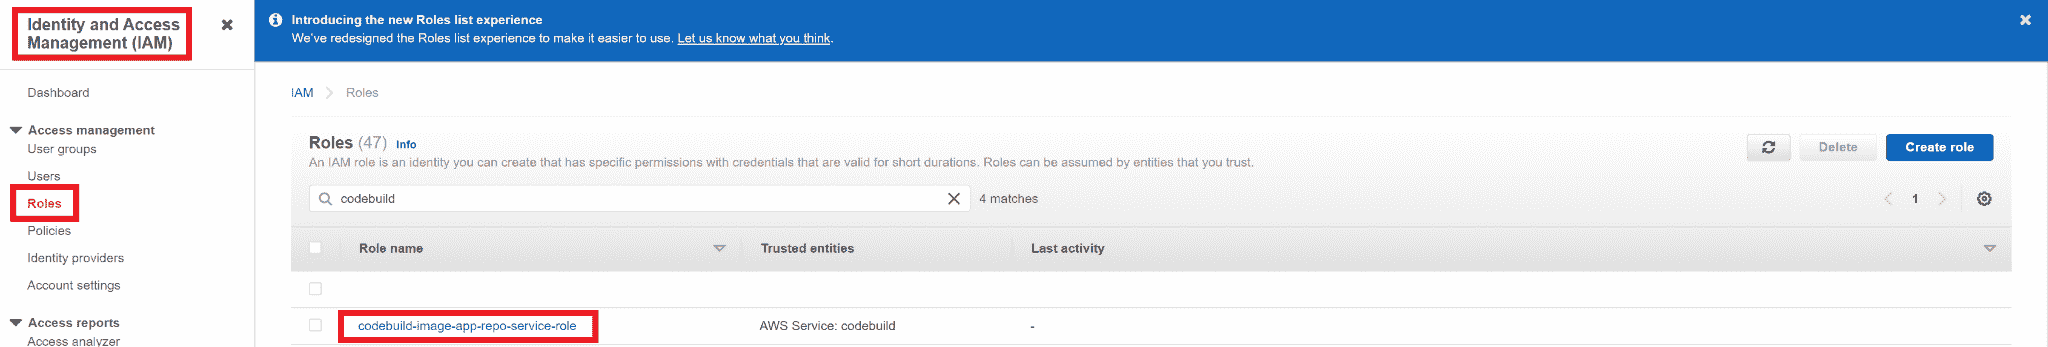 Identity and Access
Management (IAM)
Introducing the new Roles list experience
We've redesigned the Roles list experience to make it easier to use. Let us know what you think.
Dashboard
IAM > Roles
Access management
User groups
Roles (47) Info
Delete
Create role
An IAM role is an identity you can create that has specific permissions with credentials that are valid for short durations. Roles can be assumed by entities that you trust.
Users
Roles
codebuild
4 matches
1
Policies
Role name
Trusted entities
Last activity
Identity providers
Account settings
Access reports
codebuild-image-app-repo-service-role
AWS Service: codebuild
-
Access analyzer